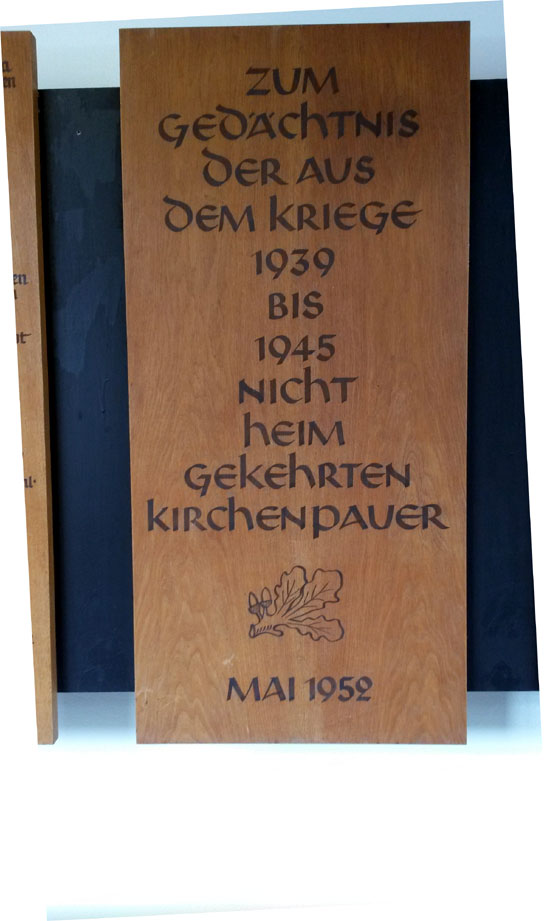 ZUM
GEDÄCHTNIS
DER AUS
DEM KRIEGE
1939
BIS
1945
NICHT
HEIM
GEKEHRTEN
KIRCHENPAUER
MAI 1952